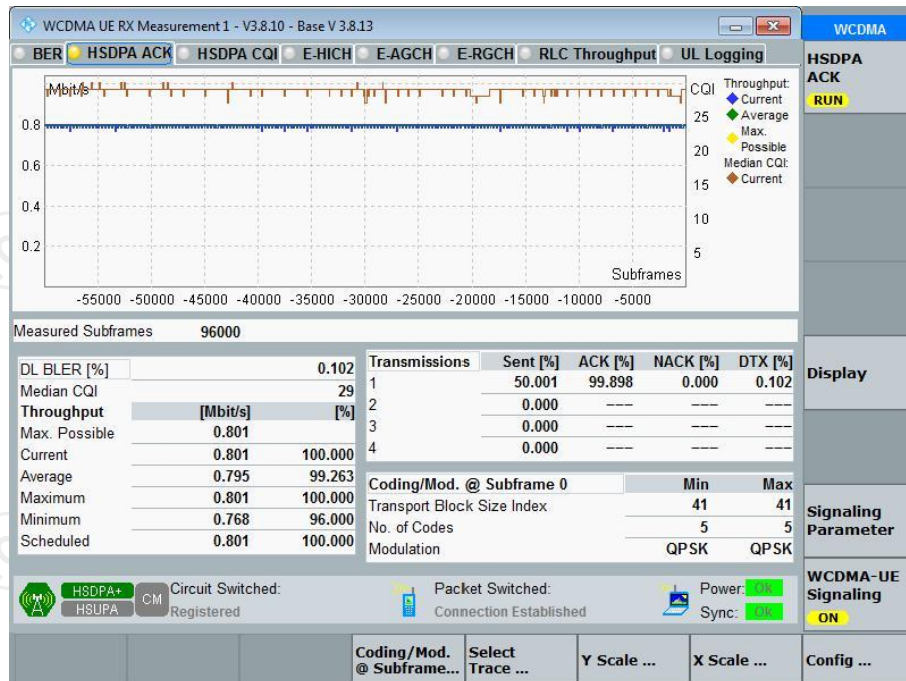 WCDMA UE RX Measurement 1 - V3.8.10 - Base V 3.8.13
WCDMA
BER HSDPA ACK HSDPA CQI E-HICH E-AGCH E-RGCH RLC Throughput UL Logging
HSDPA
ACK
RUN
Mbit/s
CQI
Throughput:
Current
Average
Max.
Possible
Median CQI:
Current
0.8
0.6
0.4
0.2
25
20
15
10
5
Subframes
-55000 -50000 -45000 -40000 -35000 -30000 -25000 -20000 -15000 -10000 -5000
Measured Subframes 96000
DL BLER [%] 0.102
Median CQI 29
Throughput [Mbit/s] [%]
Max. Possible 0.801
Current 0.801 100.000
Average 0.795 99.263
Maximum 0.801 100.000
Minimum 0.768 96.000
Scheduled 0.801 100.000
Transmissions Sent [%] ACK [%] NACK [%] DTX [%]
1 50.001 99.898 0.000 0.102
2 0.000 --- --- ---
3 0.000 --- --- ---
4 0.000 --- --- ---
Coding/Mod. @ Subframe 0 Min Max
Transport Block Size Index 41 41
No. of Codes 5 5
Modulation QPSK QPSK
Display
Signaling
Parameter
WCDMA-UE
Signaling
ON
HSDPA+
HSUPA
CM
Circuit Switched:
Registered
Packet Switched:
Connection Established
Power: Ok
Sync: Ok
Coding/Mod.
@ Subframe...
Select
Trace ...
Y Scale ...
X Scale ...
Config ...